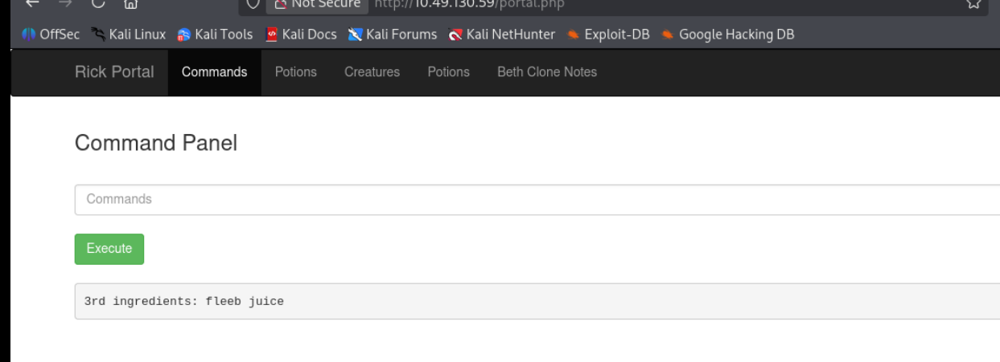 Not Secure http://10.49.130.59/portal.php
OffSec Kali Linux Kali Tools Kali Docs Kali Forums Kali NetHunter Exploit-DB Google Hacking DB
Rick Portal Commands Potions Creatures Potions Beth Clone Notes
Command Panel
Commands
Execute
3rd ingredients: fleeb juice